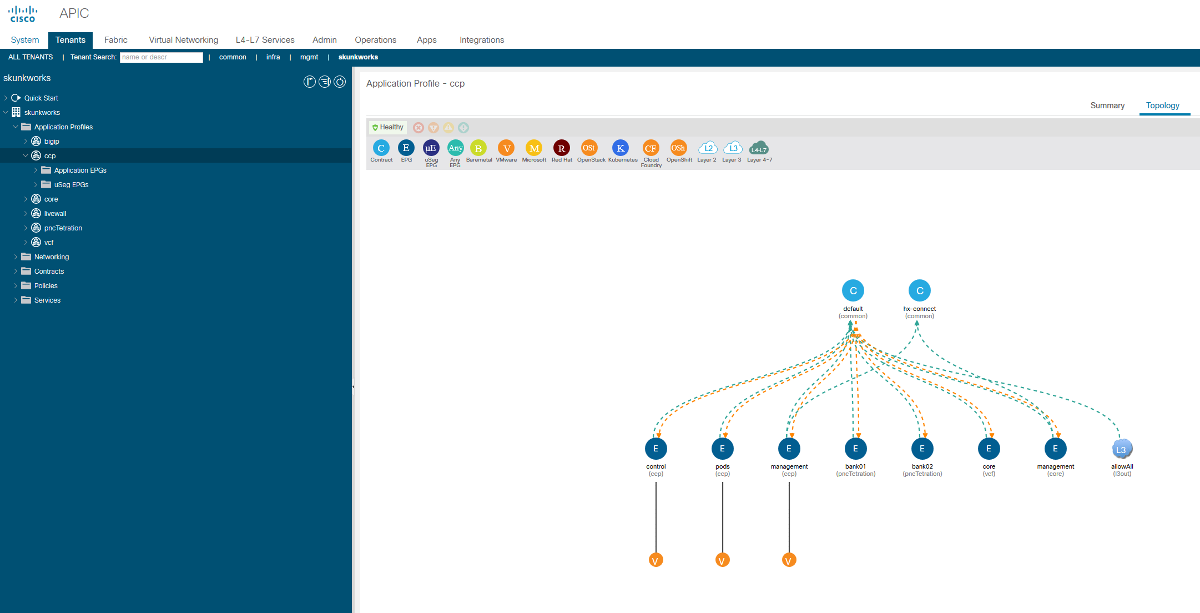 CISCO
APIC
System Tenants Fabric Virtual Networking L4-L7 Services Admin Operations Apps Integrations
ALL TENANTS | Tenant Search: name or descr | common | infra | mgmt | skunkworks
skunkworks
Quick Start
skunkworks
Application Profiles
bigip
ccp
Application EPGs
uSeg EPGs
core
livewall
pncTetration
vcf
Networking
Contracts
Policies
Services
Application Profile - ccp
Summary Topology
Healthy
C E µE Any B V M R OSt K CF OSh L2 L3 L4-L7
Contract EPG uSeg EPG Any EPG Baremetal VMware Microsoft Red Hat OpenStack Kubernetes Cloud Foundry OpenShift Layer 2 Layer 3 Layer 4-7
C C
default hx-connect
(common) (common)
E E E E E E E L3
control pods management bank01 bank02 core management allowAll
(ccp) (ccp) (ccp) (pncTetration) (pncTetration) (vcf) (core) (l3out)
V V V